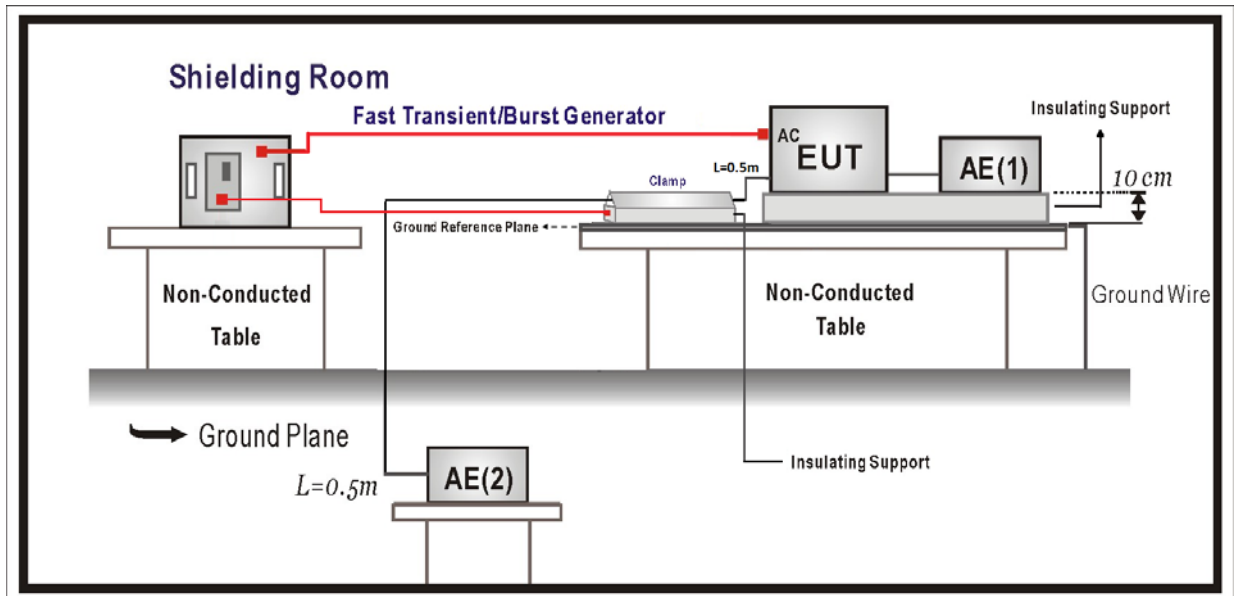 Shielding Room
Fast Transient/Burst Generator
Insulating Support
AC
EUT
AE(1)
L=0.5m
Clamp
10 cm
Ground Reference Plane
Non-Conducted
Table
Non-Conducted
Table
Ground Wire
Ground Plane
Insulating Support
L=0.5m
AE(2)